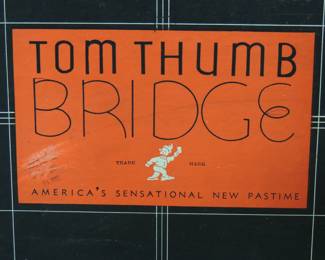 TOM THUMB
BRIDGE
TRADE MARK
AMERICA'S SENSATIONAL NEW PASTIME